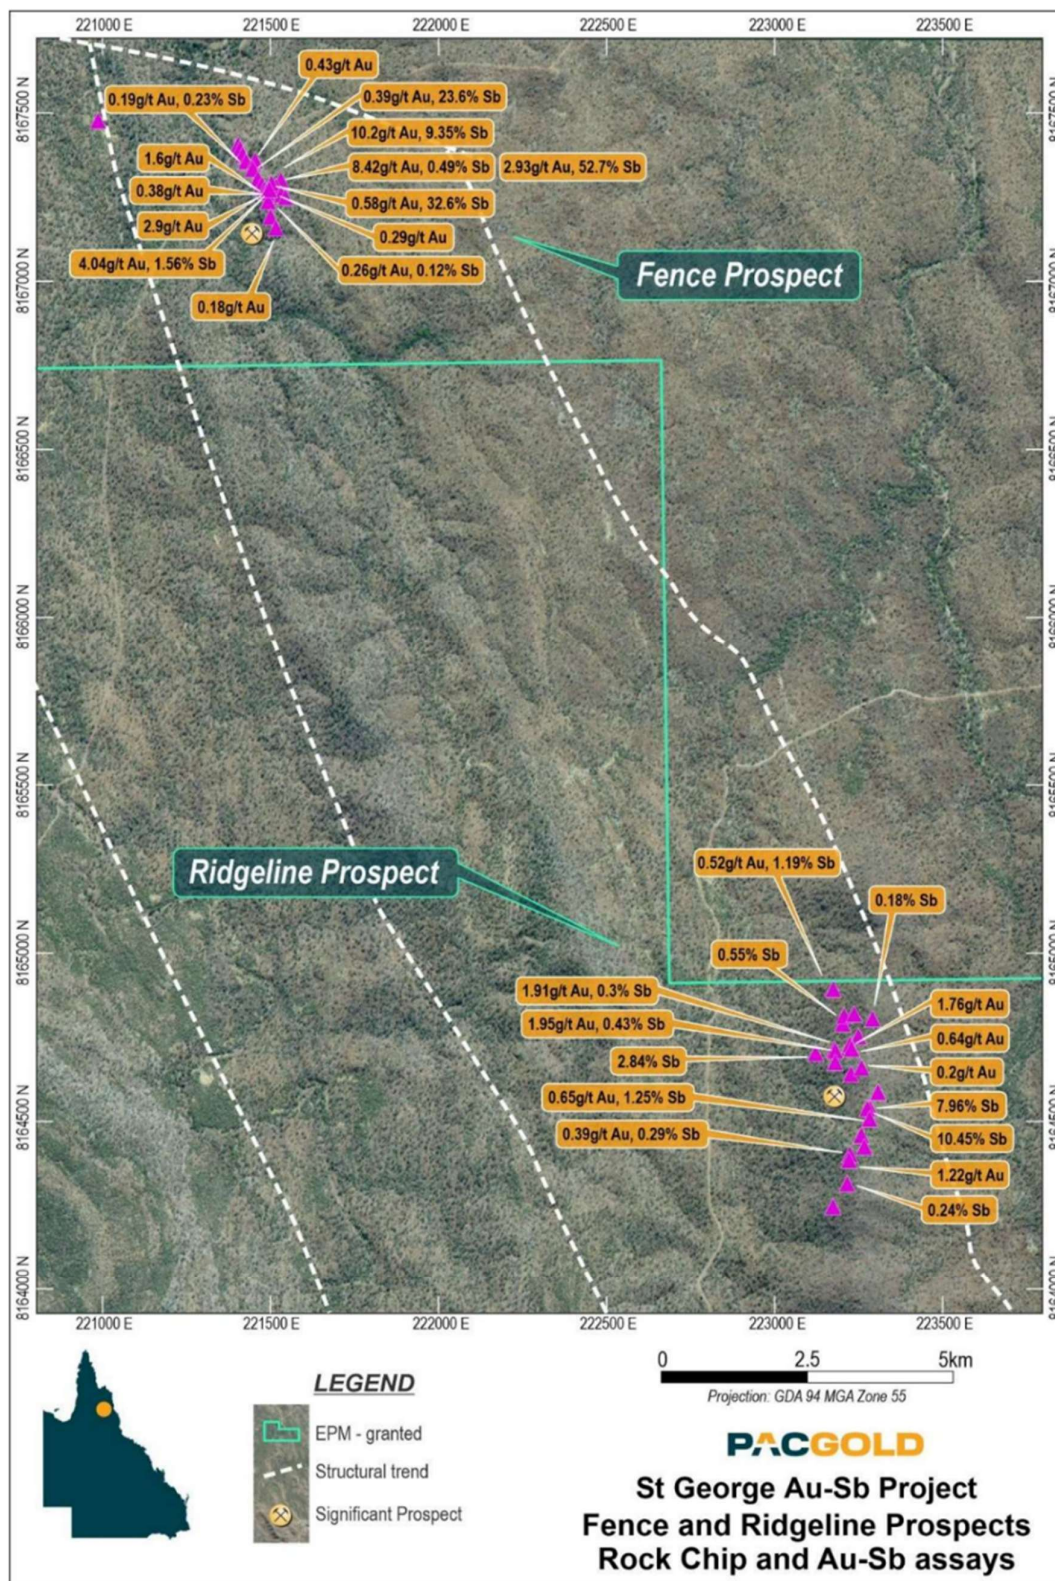 221000 E
221500 E
222000 E
222500 E
223000 E
223500 E
8167500 N
8167000 N
8166500 N
8166000 N
8165500 N
8165000 N
8164500 N
8164000 N
8167500 N
8167000 N
8166500 N
8166000 N
8165500 N
8165000 N
8164500 N
8164000 N
0.43g/t Au
0.19g/t Au, 0.23% Sb
0.39g/t Au, 23.6% Sb
10.2g/t Au, 9.35% Sb
1.6g/t Au
8.42g/t Au, 0.49% Sb
2.93g/t Au, 52.7% Sb
0.38g/t Au
0.58g/t Au, 32.6% Sb
2.9g/t Au
0.29g/t Au
4.04g/t Au, 1.56% Sb
0.26g/t Au, 0.12% Sb
0.18g/t Au
Fence Prospect
Ridgeline Prospect
0.52g/t Au, 1.19% Sb
0.18% Sb
0.55% Sb
1.91g/t Au, 0.3% Sb
1.76g/t Au
1.95g/t Au, 0.43% Sb
0.64g/t Au
2.84% Sb
0.2g/t Au
0.65g/t Au, 1.25% Sb
7.96% Sb
0.39g/t Au, 0.29% Sb
10.45% Sb
1.22g/t Au
0.24% Sb
221000 E
221500 E
222000 E
222500 E
223000 E
223500 E
LEGEND
EPM - granted
Structural trend
Significant Prospect
0
2.5
5km
Projection: GDA 94 MGA Zone 55
PACGOLD
St George Au-Sb Project
Fence and Ridgeline Prospects
Rock Chip and Au-Sb assays